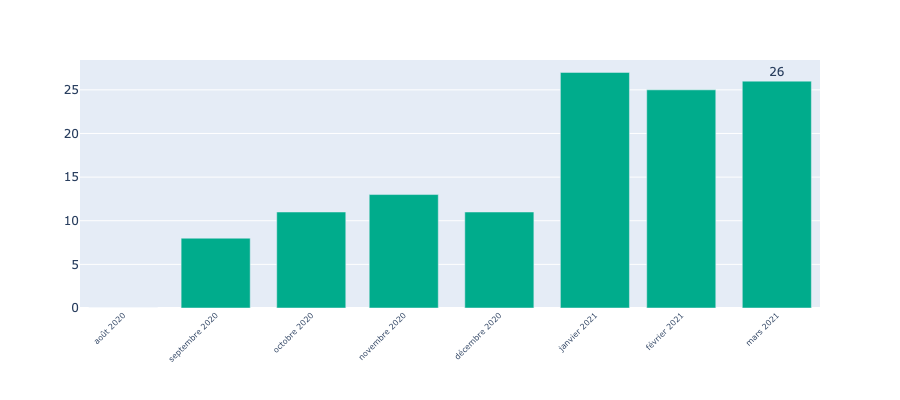 26
25
20
15
10
5
0
août 2020
septembre 2020
octobre 2020
novembre 2020
décembre 2020
janvier 2021
février 2021
mars 2021